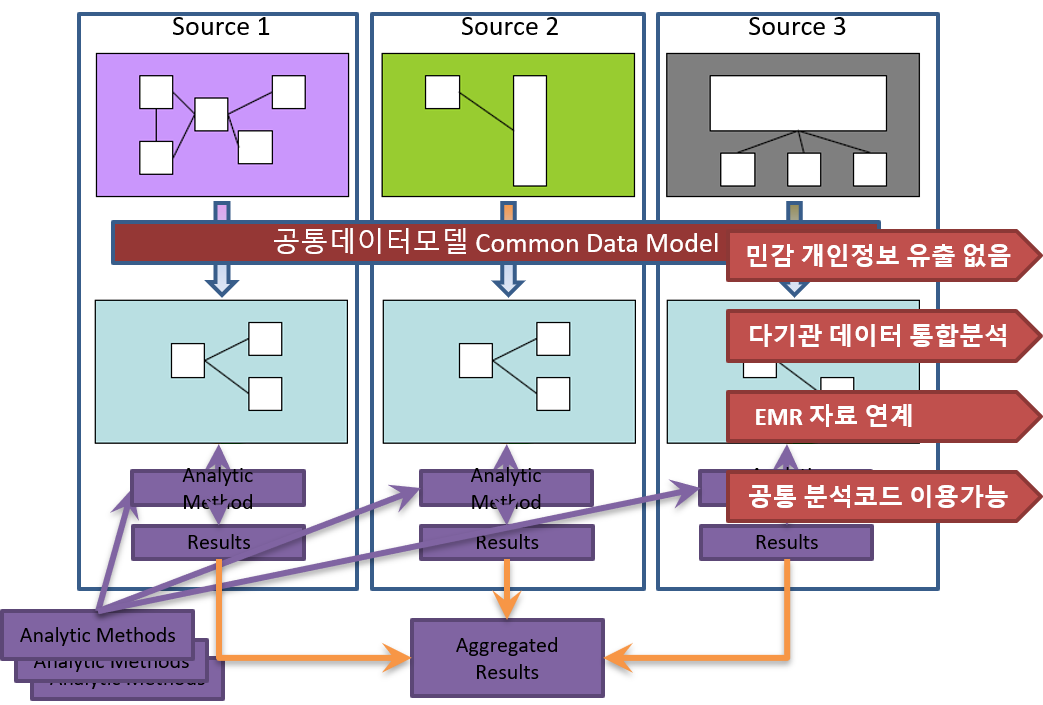 Source 1
Source 2
Source 3
공통데이터모델 Common Data Model
민감 개인정보 유출 없음
다기관 데이터 통합분석
EMR 자료 연계
공통 분석코드 이용가능
Analytic
Method
Analytic
Method
Results
Results
Results
Analytic Methods
Analytic Methods
Analytic Methods
Aggregated
Results